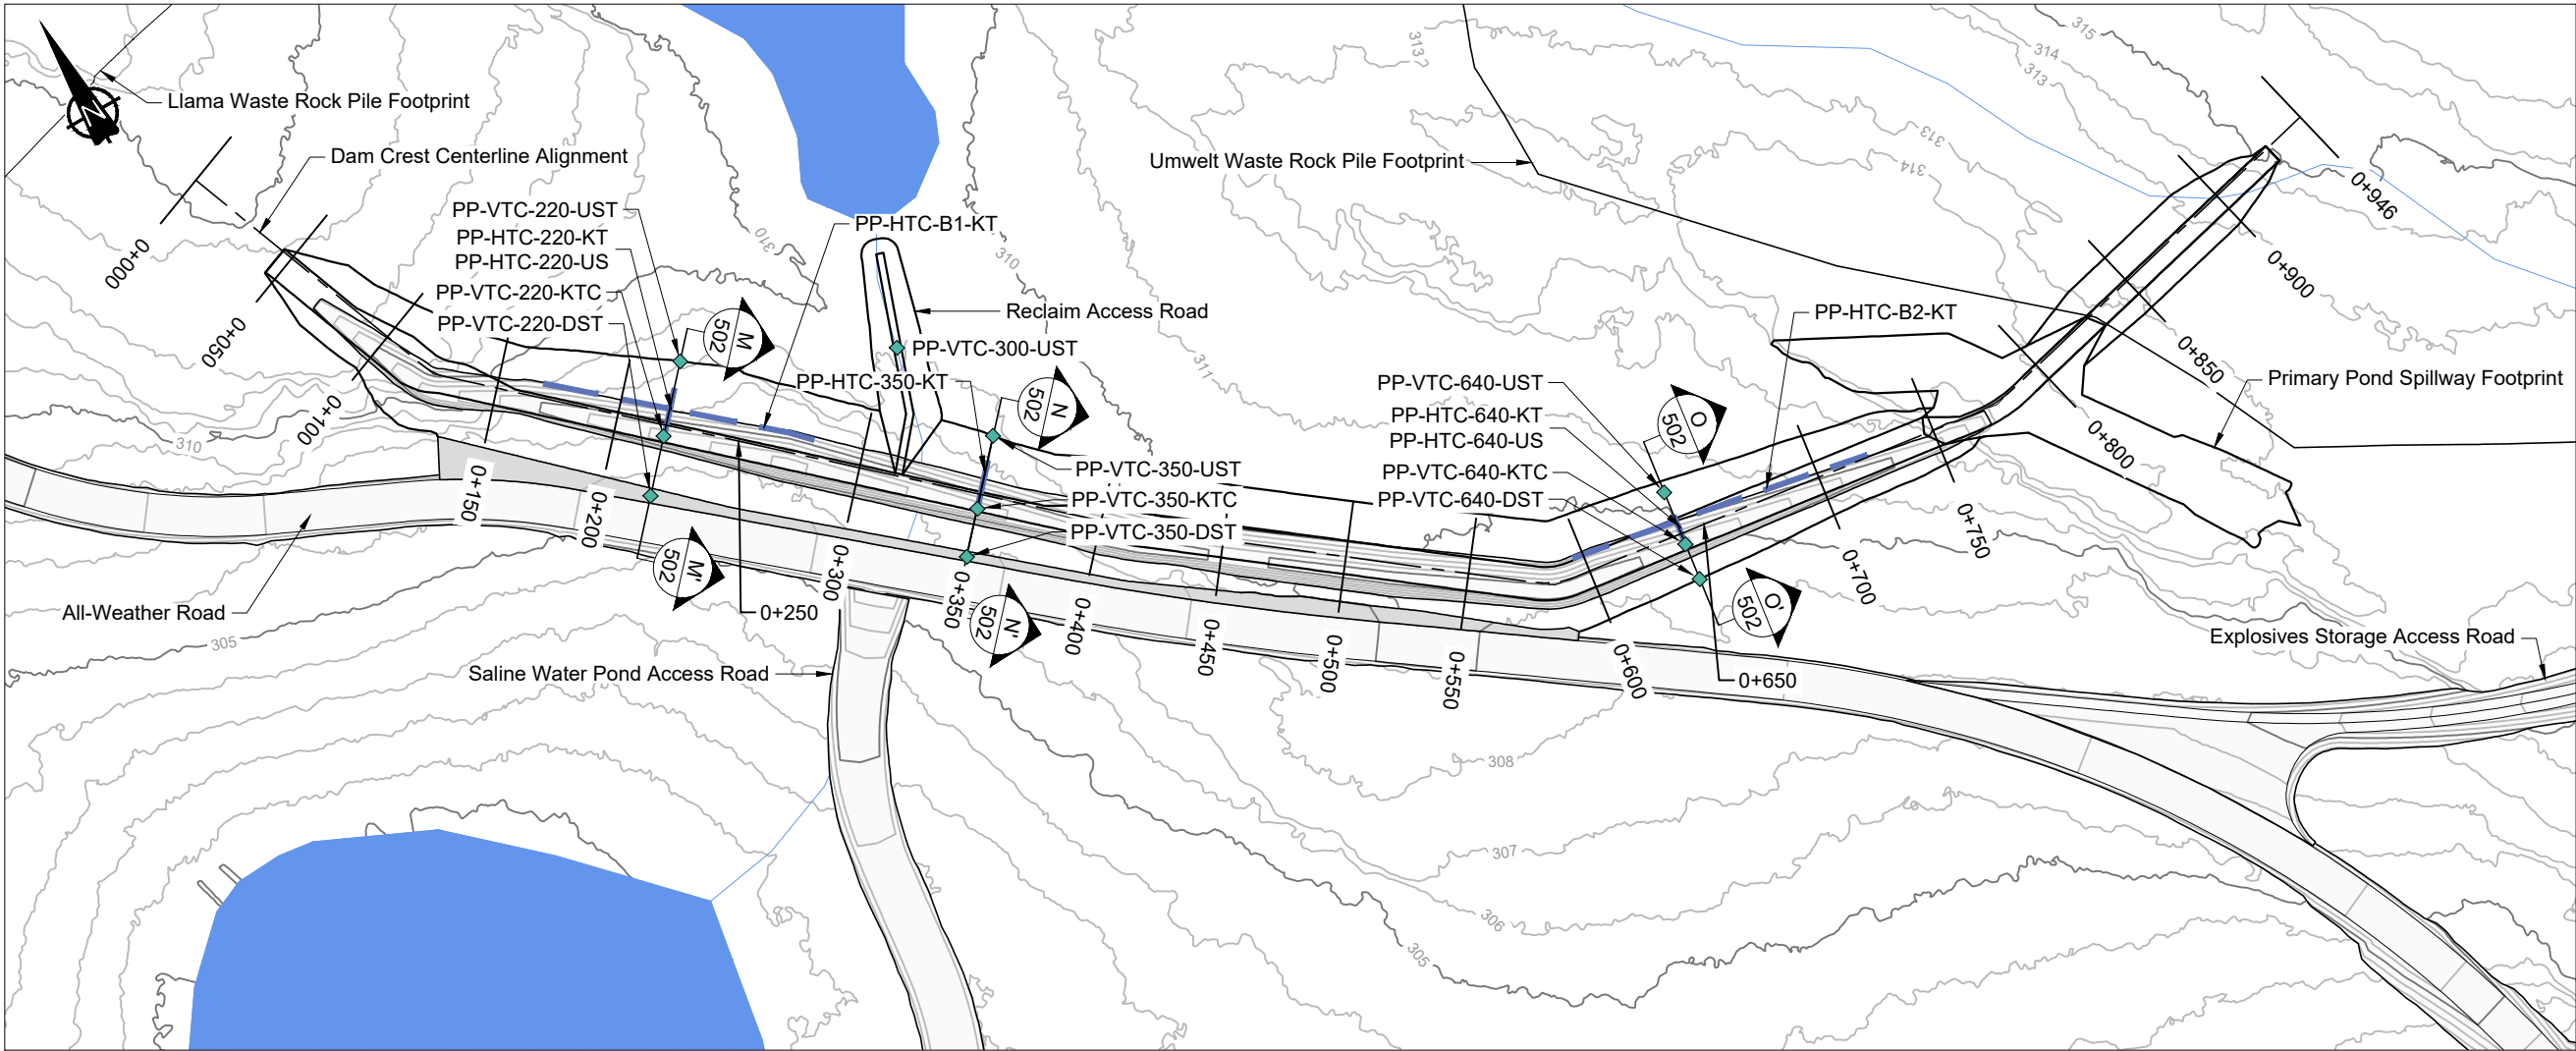 315
314
313
313
N
Llama Waste Rock Pile Footprint
Dam Crest Centerline Alignment
Umwelt Waste Rock Pile Footprint
313
314
PP-VTC-220-UST
PP-HTC-220-KT
PP-HTC-220-US
PP-VTC-220-KTC
PP-VTC-220-DST
PP-HTC-B1-KT
310
310
311
Reclaim Access Road
PP-VTC-300-UST
PP-HTC-350-KT
M
502
N
502
PP-VTC-350-UST
PP-VTC-350-KTC
PP-VTC-350-DST
PP-VTC-640-UST
PP-HTC-640-KT
PP-HTC-640-US
PP-VTC-640-KTC
PP-VTC-640-DST
O
502
PP-HTC-B2-KT
Primary Pond Spillway Footprint
0+000
0+050
0+100
310
0+150
0+200
0+250
0+300
0+350
0+400
0+450
0+500
0+550
0+600
0+650
0+700
0+750
0+800
0+850
0+900
0+946
M'
502
N'
502
O'
502
All-Weather Road
305
Saline Water Pond Access Road
Explosives Storage Access Road
308
307
306
305